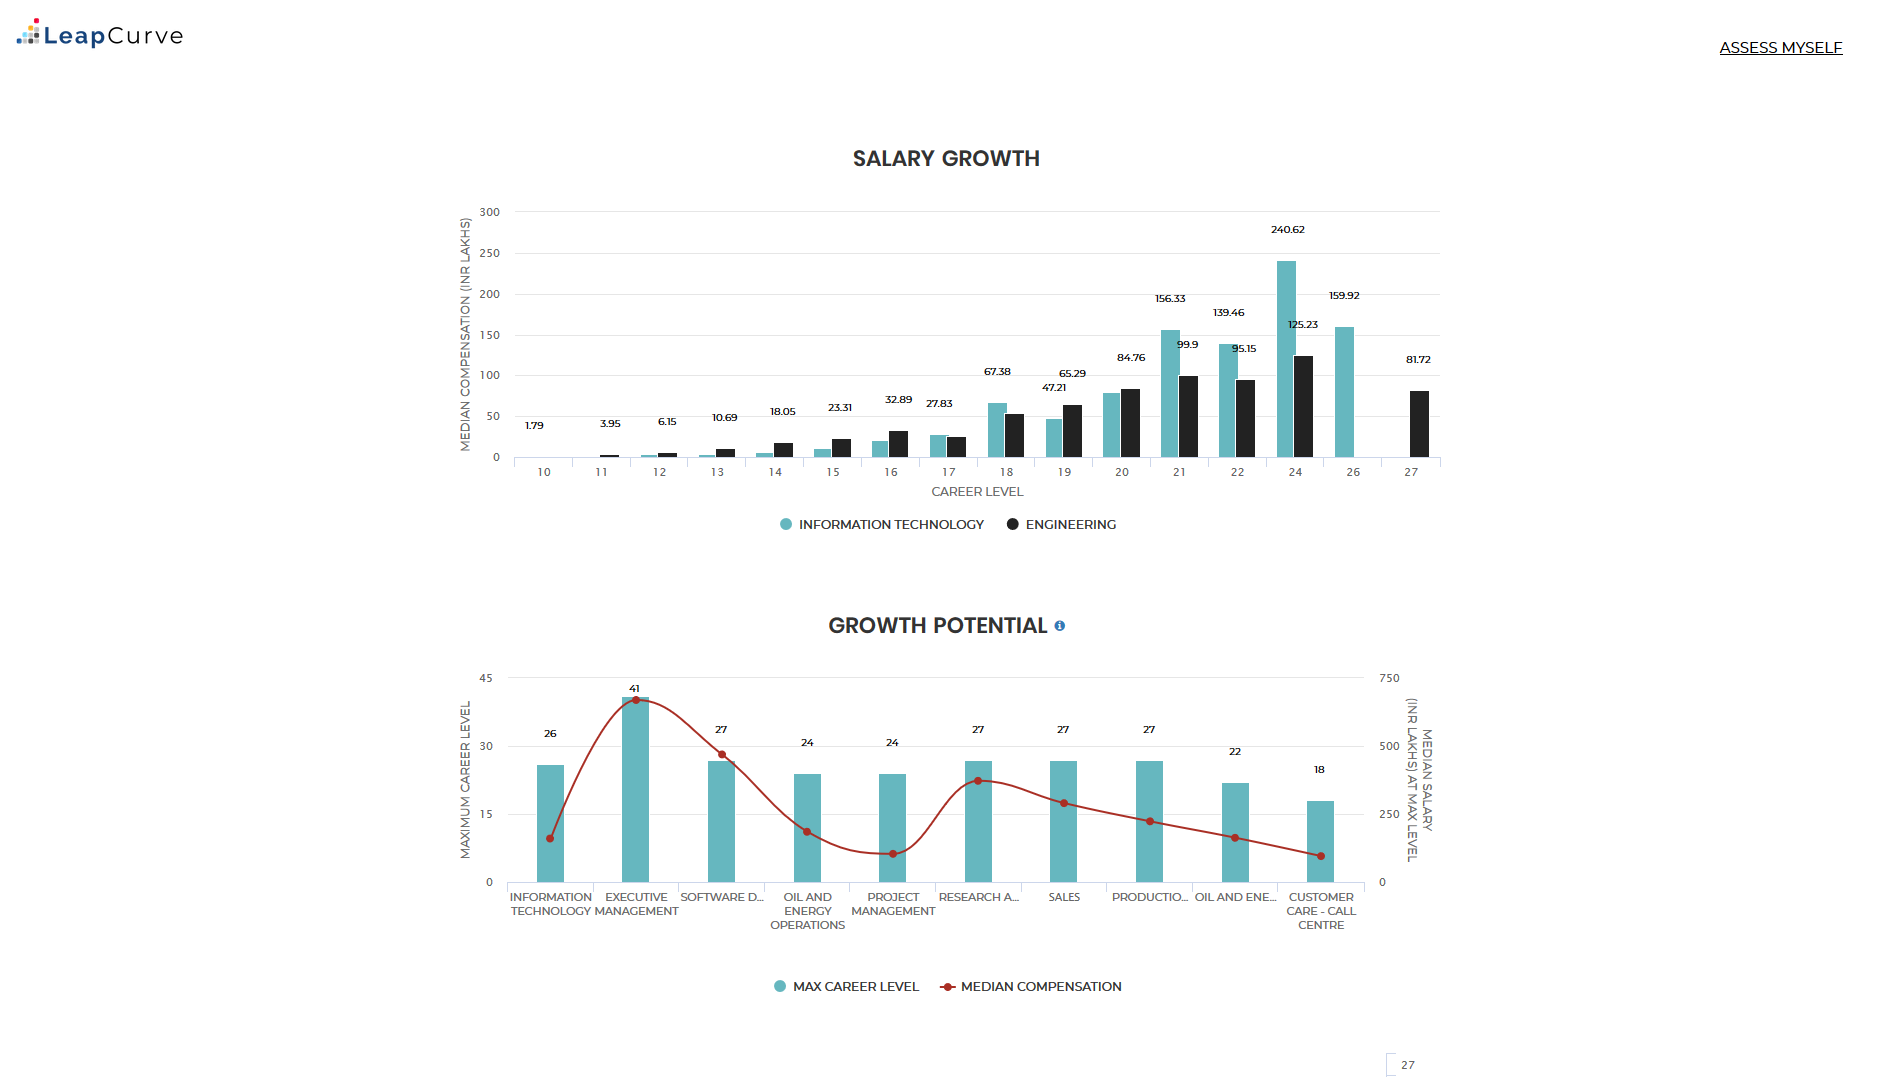 LeapCurve
ASSESS MYSELF
SALARY GROWTH
MEDIAN COMPENSATION (INR LAKHS)
300
250
200
150
100
50
0
1.79
3.95
6.15
10.69
18.05
23.31
32.89
27.83
67.38
47.21
65.29
84.76
156.33
99.9
139.46
95.15
240.62
125.23
159.92
81.72
10 11 12 13 14 15 16 17 18 19 20 21 22 24 26 27
CAREER LEVEL
INFORMATION TECHNOLOGY ENGINEERING
GROWTH POTENTIAL
MAXIMUM CAREER LEVEL
45
30
15
0
26 41 27 24 24 27 27 27 22 18
750
500
250
0
MEDIAN SALARY
(INR LAKHS) AT MAX LEVEL
INFORMATION
TECHNOLOGY
EXECUTIVE
MANAGEMENT
SOFTWARE D...
OIL AND
ENERGY
OPERATIONS
PROJECT
MANAGEMENT
RESEARCH A...
SALES
PRODUCTIO...
OIL AND ENE...
CUSTOMER
CARE - CALL
CENTRE
MAX CAREER LEVEL MEDIAN COMPENSATION
27